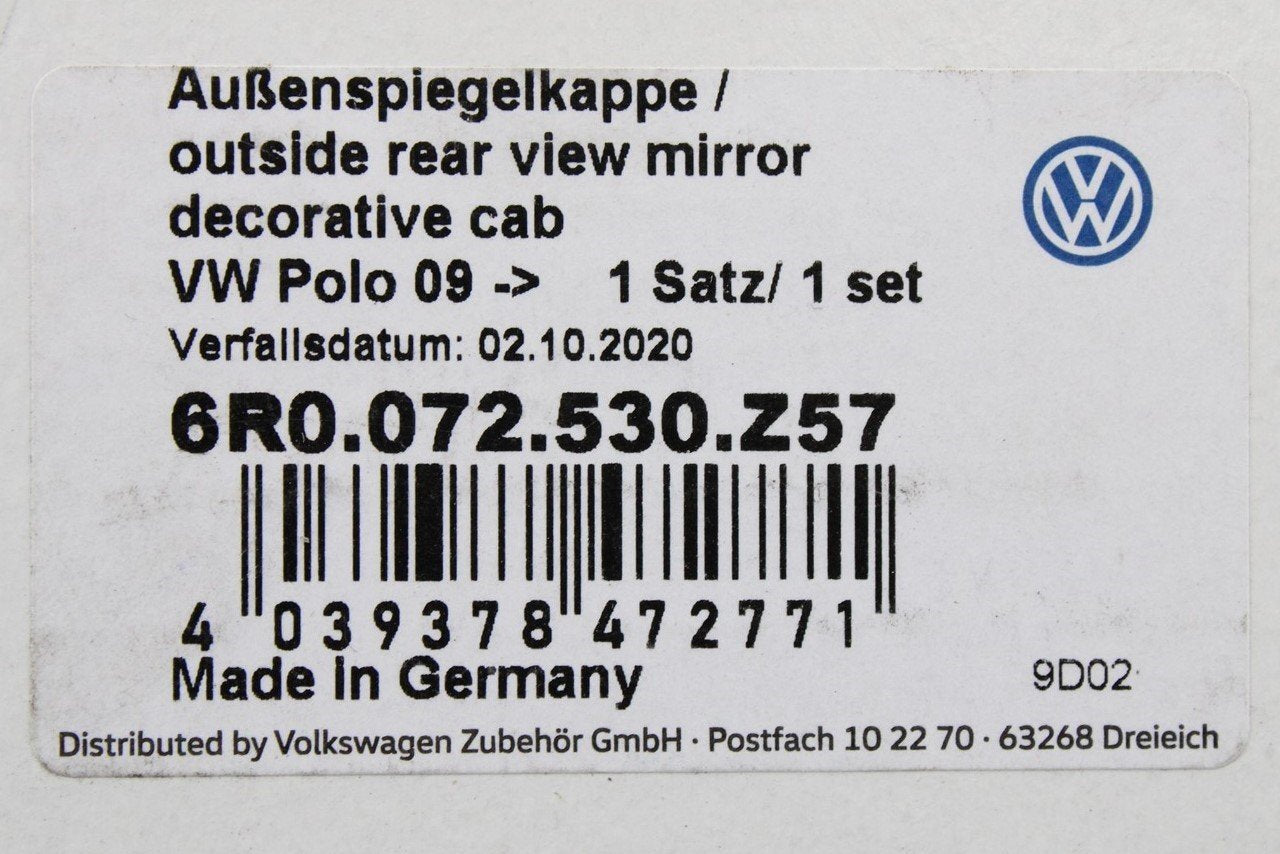 Außenspiegelkappe /
outside rear view mirror
decorative cab
VW Polo 09 -> 1 Satz/ 1 set
Verfallsdatum: 02.10.2020
6R0.072.530.Z57
4 039378 472771
Made in Germany
9D02
Distributed by Volkswagen Zubehör GmbH · Postfach 10 22 70 · 63268 Dreieich